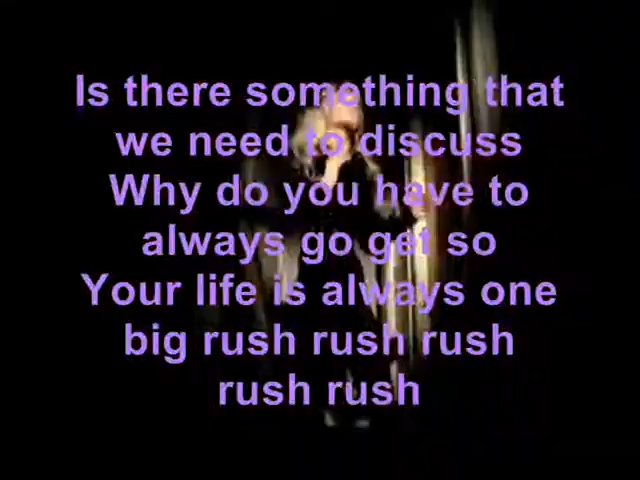 Is there something that
we need to discuss
Why do you have to
always go get so
Your life is always one
big rush rush rush
rush rush